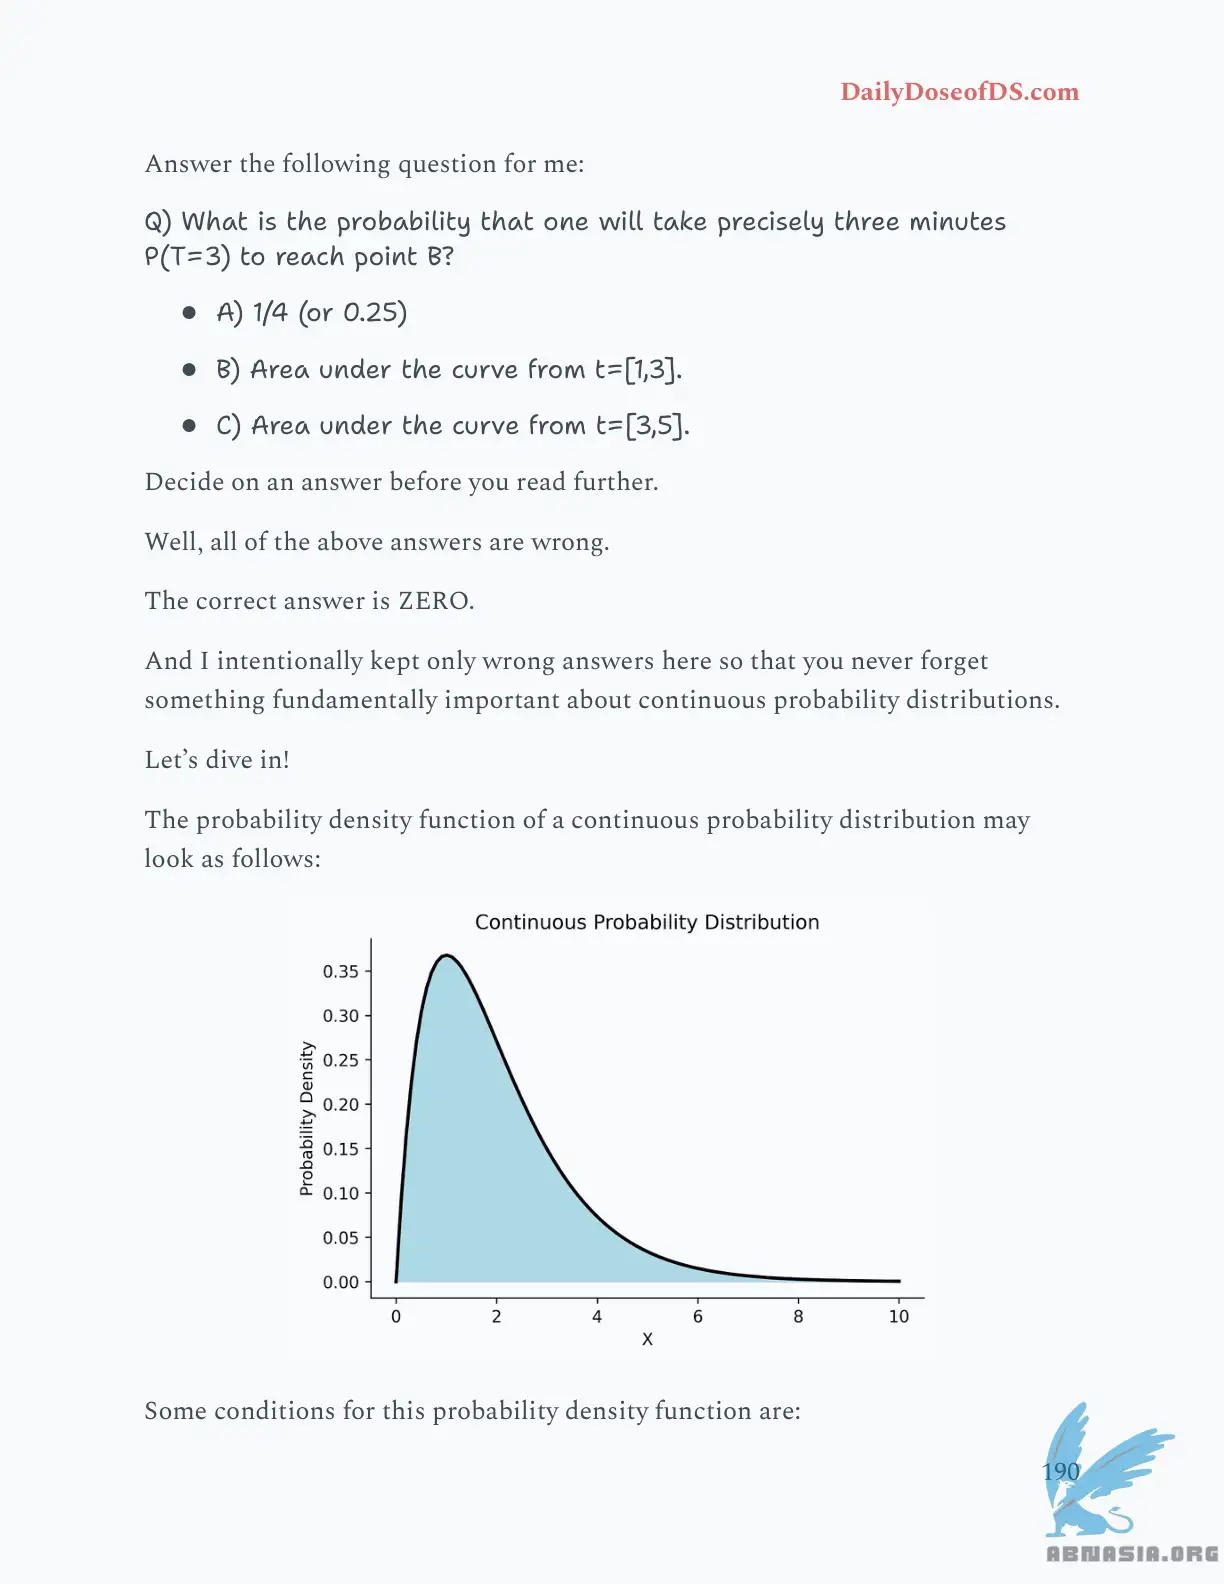 DailyDoseofDS.com
Answer the following question for me:
Q) What is the probability that one will take precisely three minutes
P(T=3) to reach point B?
● A) 1/4 (or 0.25)
● B) Area under the curve from t=[1,3].
● C) Area under the curve from t=[3,5].
Decide on an answer before you read further.
Well, all of the above answers are wrong.
The correct answer is ZERO.
And I intentionally kept only wrong answers here so that you never forget
something fundamentally important about continuous probability distributions.
Let’s dive in!
The probability density function of a continuous probability distribution may
look as follows:
Continuous Probability Distribution
Probability Density
0.35
0.30
0.25
0.20
0.15
0.10
0.05
0.00
0 2 4 6 8 10
X
Some conditions for this probability density function are:
190
ABNASIA.ORG